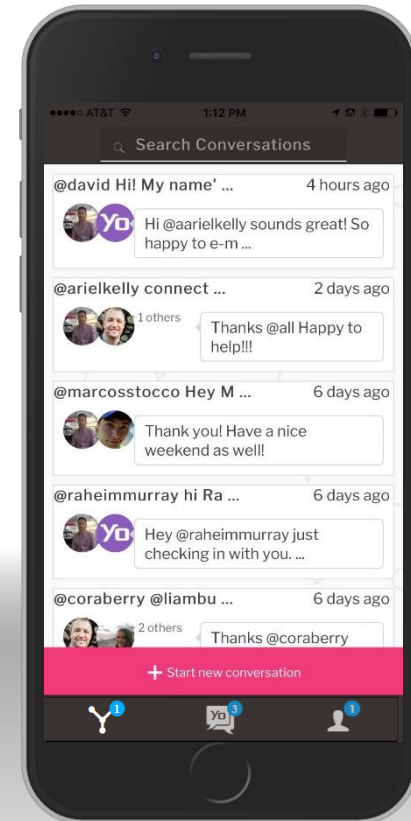 AT&T 1:12 PM
Search Conversations
@david Hi! My name' ... 4 hours ago
Yo
Hi @aarielkelly sounds great! So
happy to e-m ...
@arielkelly connect ... 2 days ago
1 others
Thanks @all Happy to
help!!!
@marcosstocco Hey M ... 6 days ago
Thank you! Have a nice
weekend as well!
@raheimmurray hi Ra ... 6 days ago
Yo
Hey @raheimmurray just
checking in with you. ...
@coraberry @liambu ... 6 days ago
2 others
Thanks @coraberry
+ Start new conversation
1 Yo 3 1